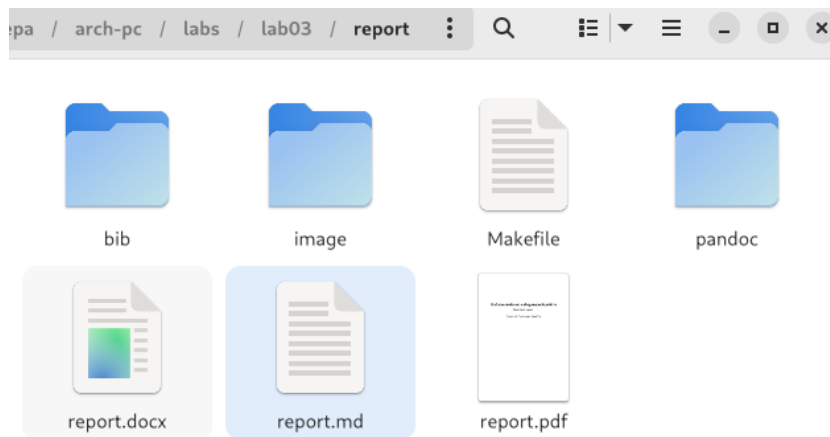 epa / arch-pc / labs / lab03 / report
bib
image
Makefile
pandoc
report.docx
report.md
report.pdf